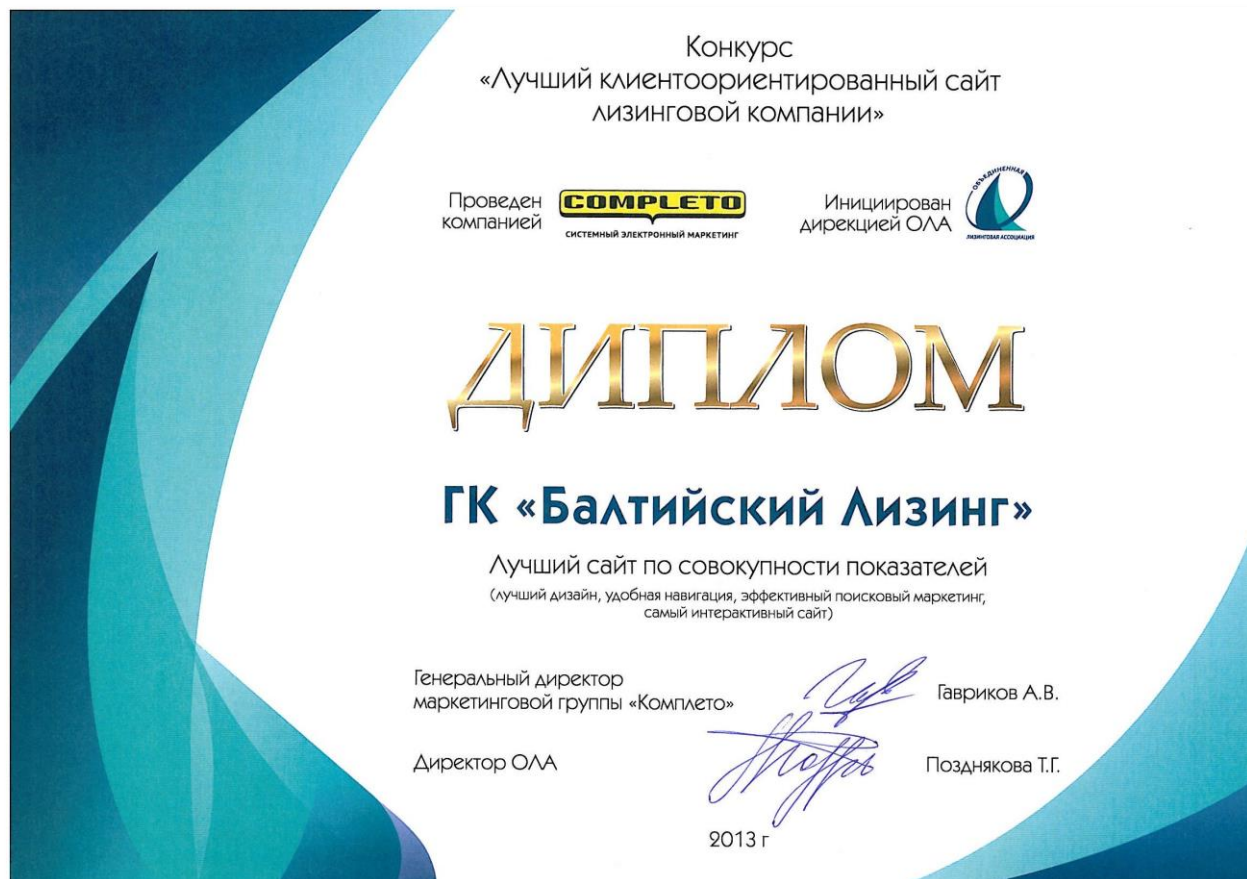 Конкурс
«Лучший клиентоориентированный сайт
лизинговой компании»
Проведен
компанией
COMPLETO
СИСТЕМНЫЙ ЭЛЕКТРОННЫЙ МАРКЕТИНГ
Инициирован
дирекцией ОЛА
ОБЪЕДИНЕННАЯ
ЛИЗИНГОВАЯ АССОЦИАЦИЯ
ДИПЛОМ
ГК «Балтийский Лизинг»
Лучший сайт по совокупности показателей
(лучший дизайн, удобная навигация, эффективный поисковый маркетинг,
самый интерактивный сайт)
Генеральный директор
маркетинговой группы «Комплето»
Гавриков А.В.
Директор ОЛА
Позднякова Т.Г.
2013 г